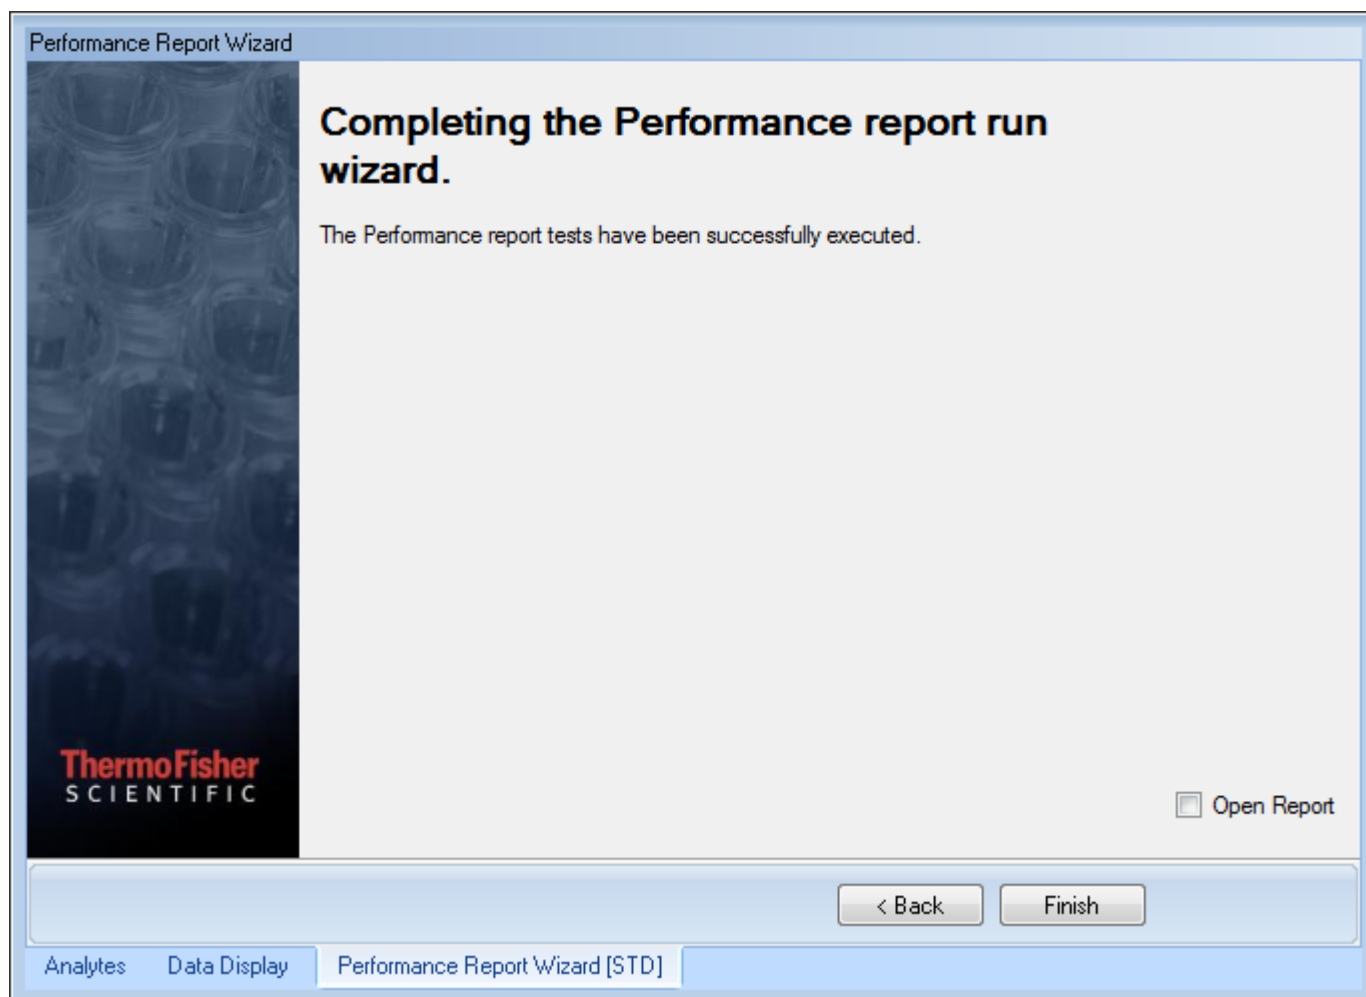 Performance Report Wizard
Completing the Performance report run
wizard.
The Performance report tests have been successfully executed.
ThermoFisher
SCIENTIFIC
Open Report
< Back
Finish
Analytes
Data Display
Performance Report Wizard [STD]